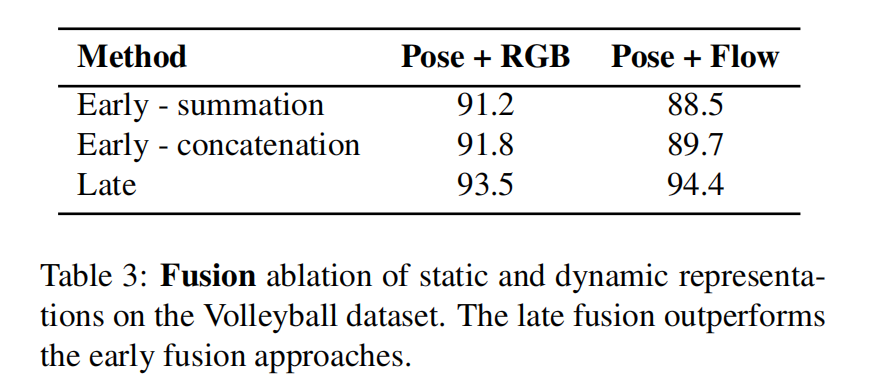 Method Pose + RGB Pose + Flow
Early - summation 91.2 88.5
Early - concatenation 91.8 89.7
Late 93.5 94.4
Table 3: Fusion ablation of static and dynamic representa-
tions on the Volleyball dataset. The late fusion outperforms
the early fusion approaches.